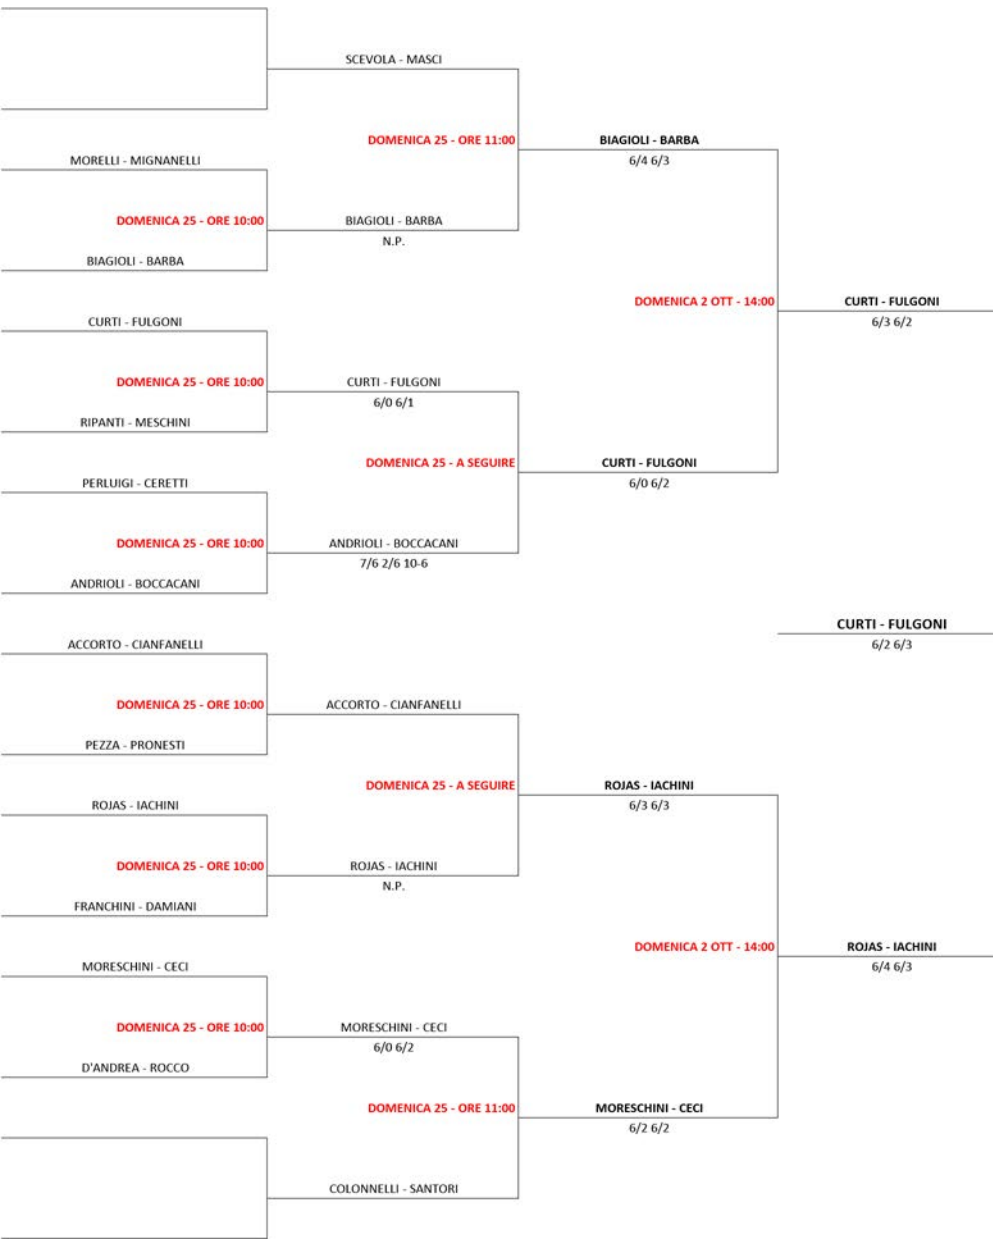 SCEVOLA - MASCI
DOMENICA 25 - ORE 11:00
BIAGIOLI - BARBA
6/4 6/3
MORELLI - MIGNANELLI
DOMENICA 25 - ORE 10:00
BIAGIOLI - BARBA
N.P.
BIAGIOLI - BARBA
DOMENICA 2 OTT - 14:00
CURTI - FULGONI
6/3 6/2
CURTI - FULGONI
DOMENICA 25 - ORE 10:00
CURTI - FULGONI
6/0 6/1
RIPANTI - MESCHINI
DOMENICA 25 - A SEGUIRE
CURTI - FULGONI
6/0 6/2
PERLUIGI - CERETTI
DOMENICA 25 - ORE 10:00
ANDRIOLI - BOCCACANI
7/6 2/6 10-6
ANDRIOLI - BOCCACANI
CURTI - FULGONI
6/2 6/3
ACCORTO - CIANFANELLI
DOMENICA 25 - ORE 10:00
ACCORTO - CIANFANELLI
PEZZA - PRONESTI
DOMENICA 25 - A SEGUIRE
ROJAS - IACHINI
6/3 6/3
ROJAS - IACHINI
DOMENICA 25 - ORE 10:00
ROJAS - IACHINI
N.P.
FRANCHINI - DAMIANI
DOMENICA 2 OTT - 14:00
ROJAS - IACHINI
6/4 6/3
MORESCHINI - CECI
DOMENICA 25 - ORE 10:00
MORESCHINI - CECI
6/0 6/2
D'ANDREA - ROCCO
DOMENICA 25 - ORE 11:00
MORESCHINI - CECI
6/2 6/2
COLONNELLI - SANTORI